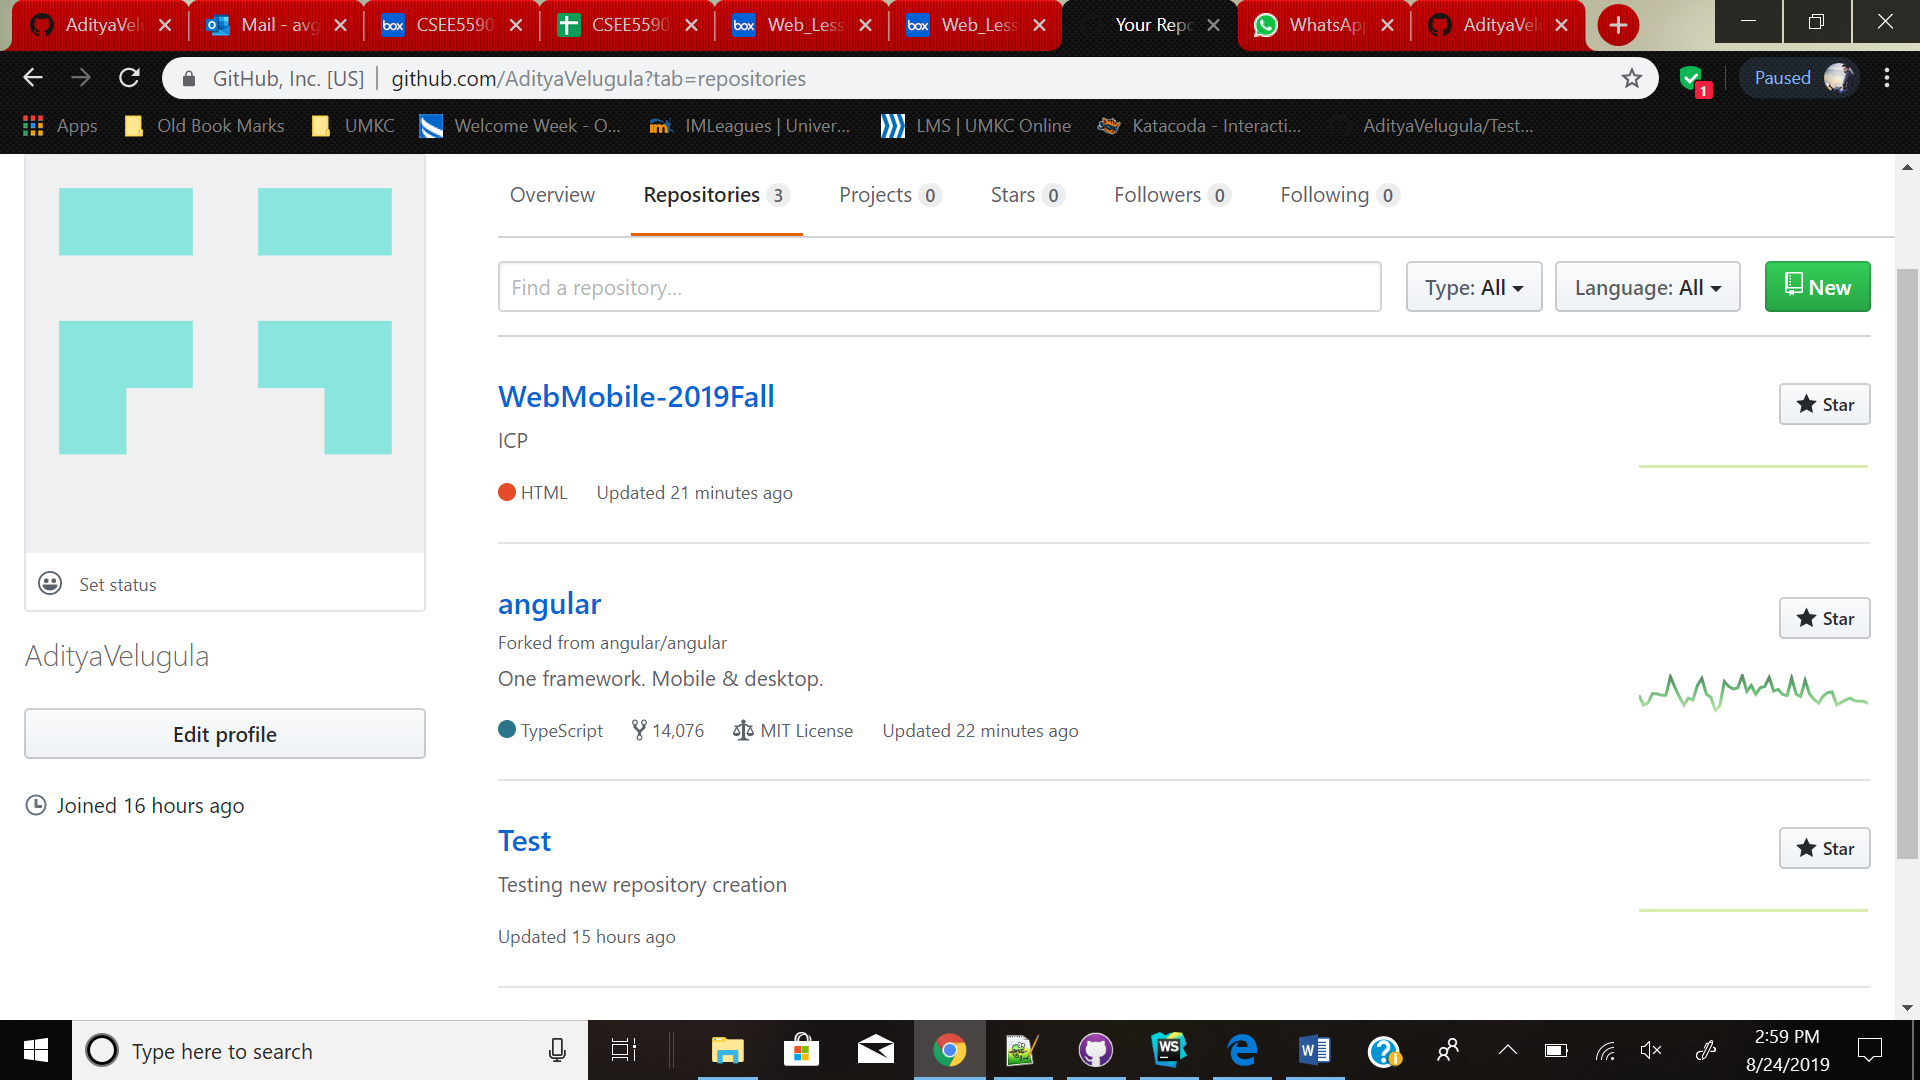 AdityaVel
Mail - avg
CSEE5590
CSEE5590
Web_Less
Web_Less
Your Repo
WhatsApp
AdityaVel
GitHub, Inc. [US] github.com/AdityaVelugula?tab=repositories
1
Paused
Apps
Old Book Marks
UMKC
Welcome Week - O...
IMLeagues | Univer...
LMS | UMKC Online
Katacoda - Interacti...
AdityaVelugula/Test...
Overview
Repositories 3
Projects 0
Stars 0
Followers 0
Following 0
Find a repository...
Type: All
Language: All
New
WebMobile-2019Fall
Star
ICP
HTML Updated 21 minutes ago
Set status
angular
Star
Forked from angular/angular
One framework. Mobile & desktop.
TypeScript 14,076 MIT License Updated 22 minutes ago
AdityaVelugula
Edit profile
Joined 16 hours ago
Test
Star
Testing new repository creation
Updated 15 hours ago
Type here to search
2:59 PM
8/24/2019